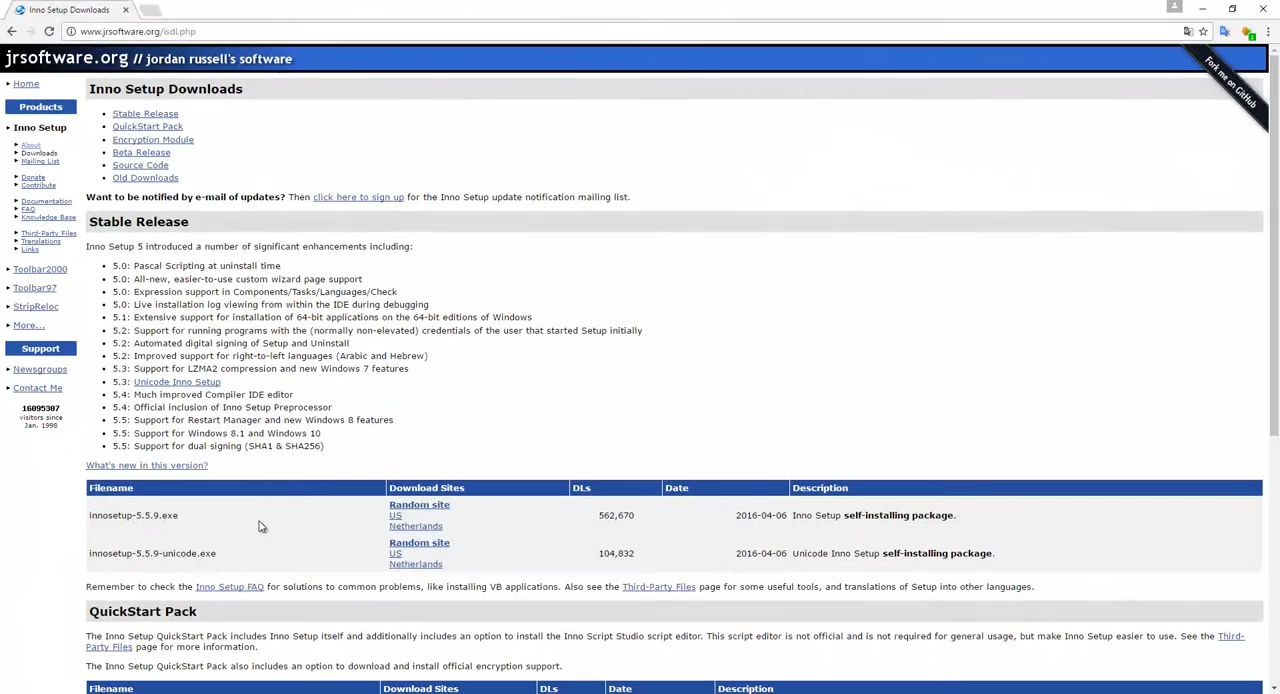 Inno Setup Downloads
www.jrsoftware.org/isdl.php
jrsoftware.org // jordan russell's software
Fork me on GitHub
Home
Products
Inno Setup
About
Downloads
Mailing List
Donate
Contribute
Documentation
FAQ
Knowledge Base
Third-Party Files
Translations
Links
Toolbar2000
Toolbar97
StripReloc
More...
Support
Newsgroups
Contact Me
16095307
visitors since
Jan. 1998
Inno Setup Downloads
Stable Release
QuickStart Pack
Encryption Module
Beta Release
Source Code
Old Downloads
Want to be notified by e-mail of updates? Then click here to sign up for the Inno Setup update notification mailing list.
Stable Release
Inno Setup 5 introduced a number of significant enhancements including:
5.0: Pascal Scripting at uninstall time
5.0: All-new, easier-to-use custom wizard page support
5.0: Expression support in Components/Tasks/Languages/Check
5.0: Live installation log viewing from within the IDE during debugging
5.1: Extensive support for installation of 64-bit applications on the 64-bit editions of Windows
5.2: Support for running programs with the (normally non-elevated) credentials of the user that started Setup initially
5.2: Automated digital signing of Setup and Uninstall
5.2: Improved support for right-to-left languages (Arabic and Hebrew)
5.3: Support for LZMA2 compression and new Windows 7 features
5.3: Unicode Inno Setup
5.4: Much improved Compiler IDE editor
5.4: Official inclusion of Inno Setup Preprocessor
5.5: Support for Restart Manager and new Windows 8 features
5.5: Support for Windows 8.1 and Windows 10
5.5: Support for dual signing (SHA1 & SHA256)
What's new in this version?
Filename Download Sites DLs Date Description
Random site
innosetup-5.5.9.exe US 562,670 2016-04-06 Inno Setup self-installing package.
Netherlands
Random site
innosetup-5.5.9-unicode.exe US 104,832 2016-04-06 Unicode Inno Setup self-installing package.
Netherlands
Remember to check the Inno Setup FAQ for solutions to common problems, like installing VB applications. Also see the Third-Party Files page for some useful tools, and translations of Setup into other languages.
QuickStart Pack
The Inno Setup QuickStart Pack includes Inno Setup itself and additionally includes an option to install the Inno Script Studio script editor. This script editor is not official and is not required for general usage, but make Inno Setup easier to use. See the Third-
Party Files page for more information.
The Inno Setup QuickStart Pack also includes an option to download and install official encryption support.
Filename Download Sites DLs Date Description